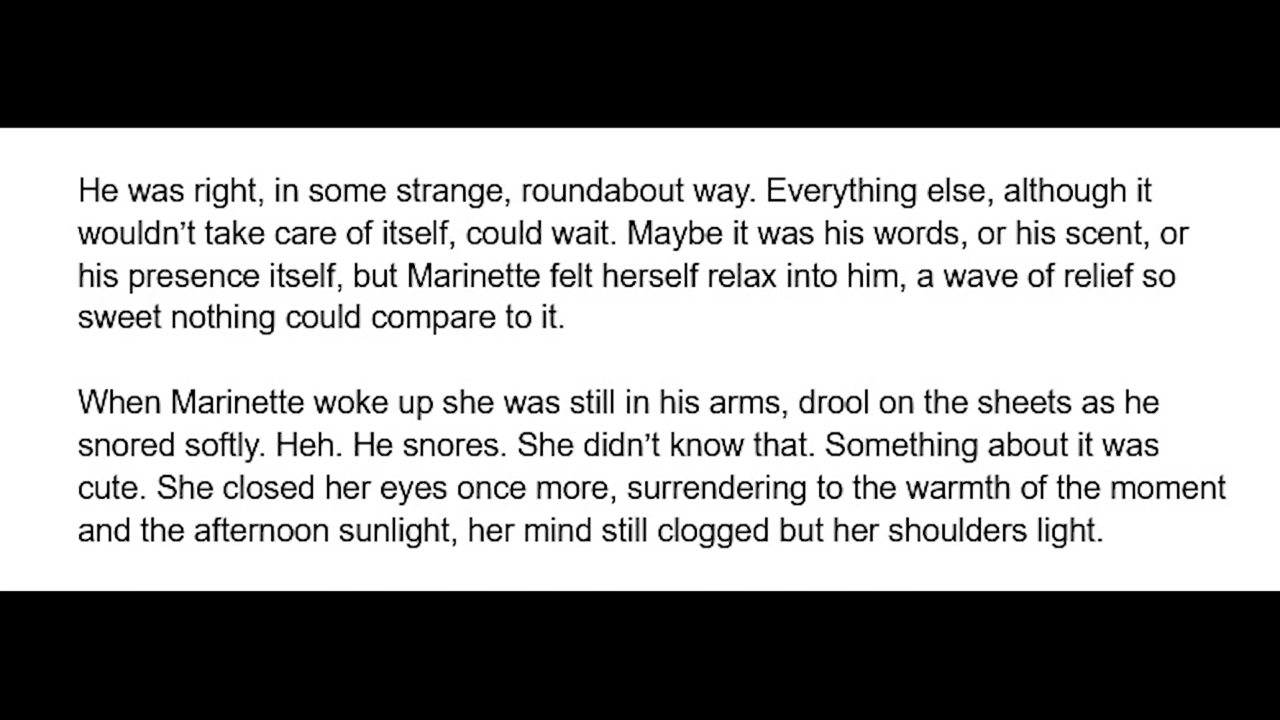 He was right, in some strange, roundabout way. Everything else, although it
wouldn’t take care of itself, could wait. Maybe it was his words, or his scent, or
his presence itself, but Marinette felt herself relax into him, a wave of relief so
sweet nothing could compare to it.
When Marinette woke up she was still in his arms, drool on the sheets as he
snored softly. Heh. He snores. She didn’t know that. Something about it was
cute. She closed her eyes once more, surrendering to the warmth of the moment
and the afternoon sunlight, her mind still clogged but her shoulders light.